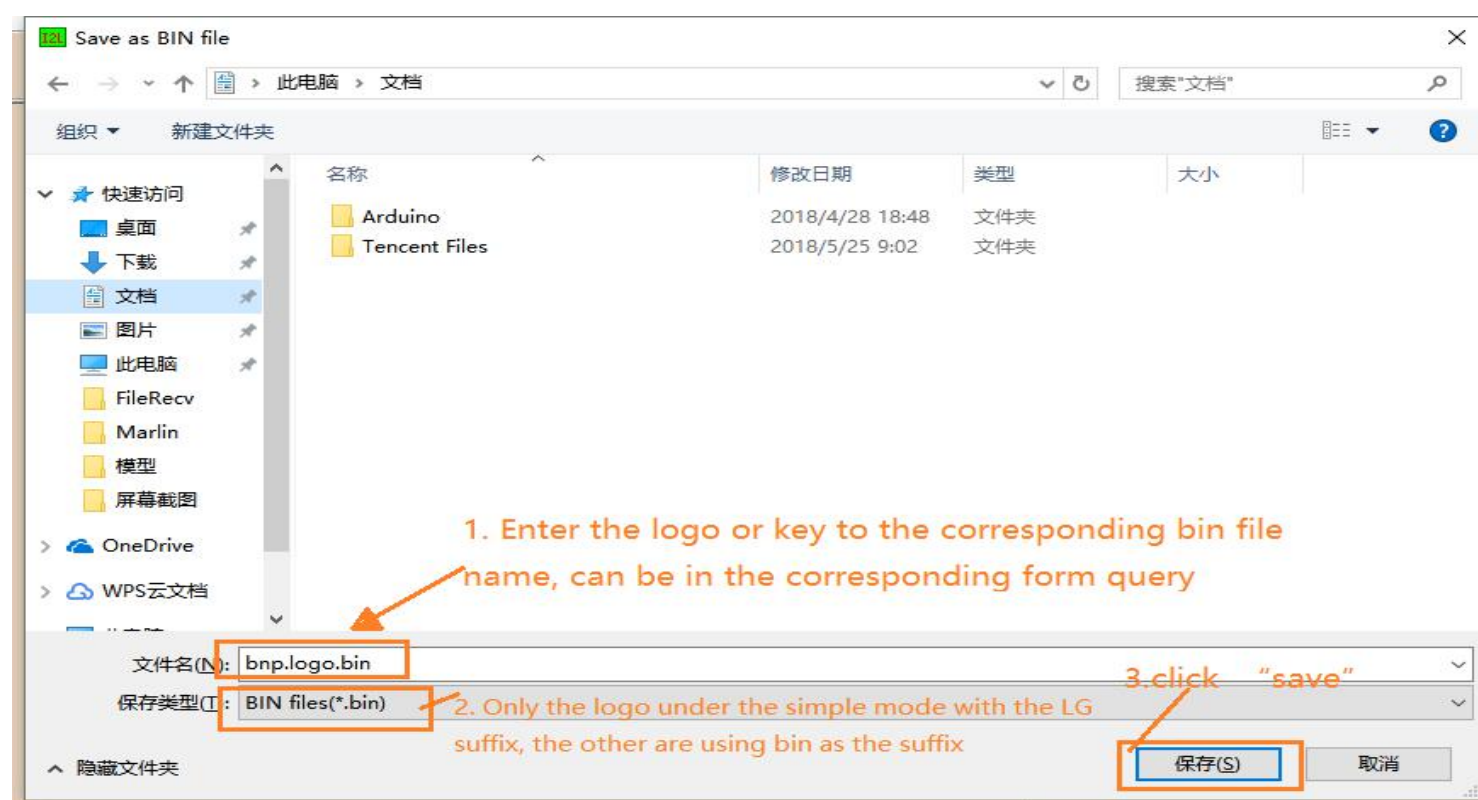 I2L Save as BIN file
此电脑 › 文档
搜索"文档"
组织
新建文件夹
名称
修改日期
类型
大小
快速访问
桌面
下载
文档
图片
此电脑
FileRecv
Marlin
模型
屏幕截图
OneDrive
WPS云文档
Arduino 2018/4/28 18:48 文件夹
Tencent Files 2018/5/25 9:02 文件夹
1. Enter the logo or key to the corresponding bin file
name, can be in the corresponding form query
文件名(N): bnp.logo.bin
保存类型(T): BIN files(*.bin)
2. Only the logo under the simple mode with the LG
suffix, the other are using bin as the suffix
3.click “save”
隐藏文件夹
保存(S)
取消